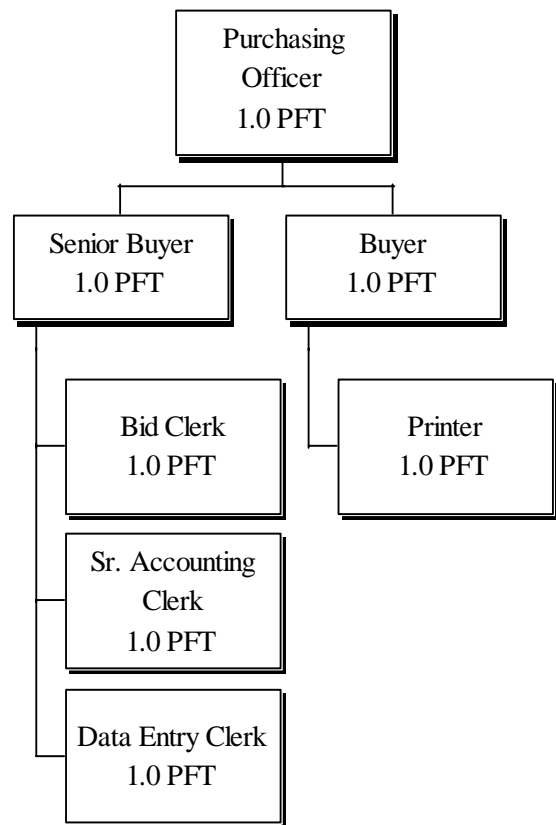 Purchasing
Officer
1.0 PFT
Senior Buyer
1.0 PFT
Buyer
1.0 PFT
Bid Clerk
1.0 PFT
Printer
1.0 PFT
Sr. Accounting
Clerk
1.0 PFT
Data Entry Clerk
1.0 PFT